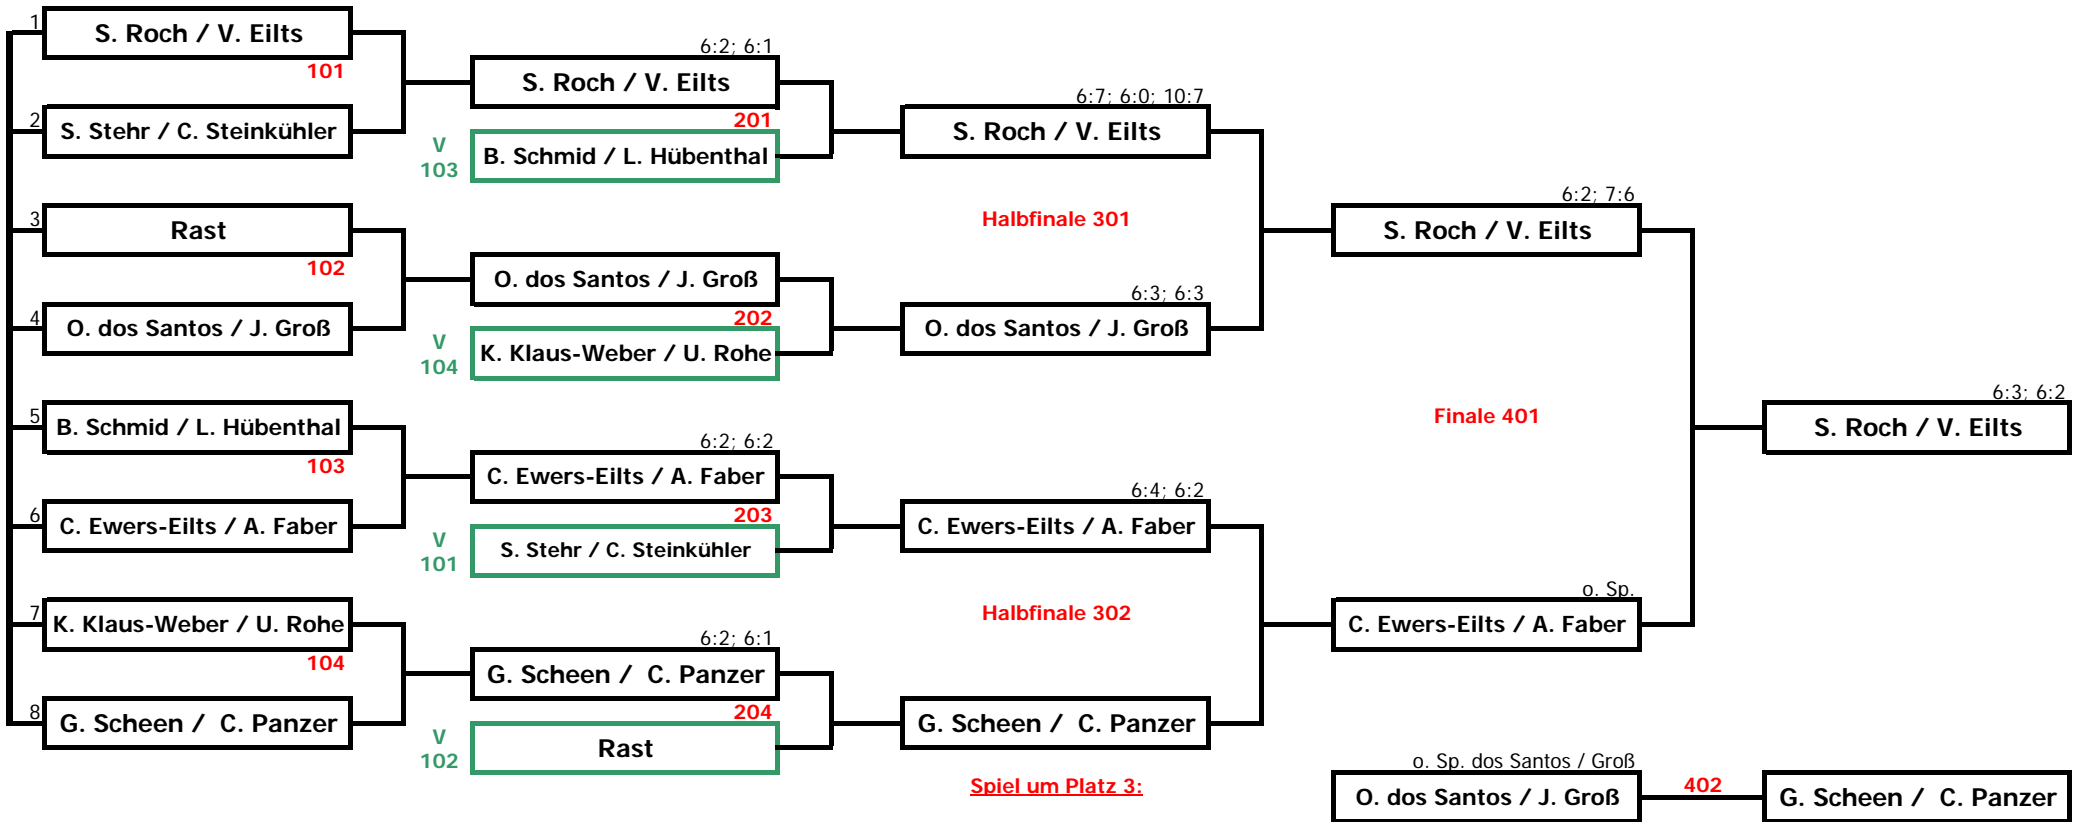 1
S. Roch / V. Eilts
101
2
S. Stehr / C. Steinkühler
3
Rast
102
4
O. dos Santos / J. Groß
5
B. Schmid / L. Hübenthal
103
6
C. Ewers-Eilts / A. Faber
7
K. Klaus-Weber / U. Rohe
104
8
G. Scheen / C. Panzer
6:2; 6:1
S. Roch / V. Eilts
201
V
103
B. Schmid / L. Hübenthal
O. dos Santos / J. Groß
202
V
104
K. Klaus-Weber / U. Rohe
6:2; 6:2
C. Ewers-Eilts / A. Faber
203
V
101
S. Stehr / C. Steinkühler
6:2; 6:1
G. Scheen / C. Panzer
204
V
102
Rast
6:7; 6:0; 10:7
S. Roch / V. Eilts
Halbfinale 301
6:3; 6:3
O. dos Santos / J. Groß
6:4; 6:2
C. Ewers-Eilts / A. Faber
Halbfinale 302
G. Scheen / C. Panzer
6:2; 7:6
S. Roch / V. Eilts
Finale 401
o. Sp.
C. Ewers-Eilts / A. Faber
6:3; 6:2
S. Roch / V. Eilts
Spiel um Platz 3:
o. Sp. dos Santos / Groß
O. dos Santos / J. Groß
402
G. Scheen / C. Panzer